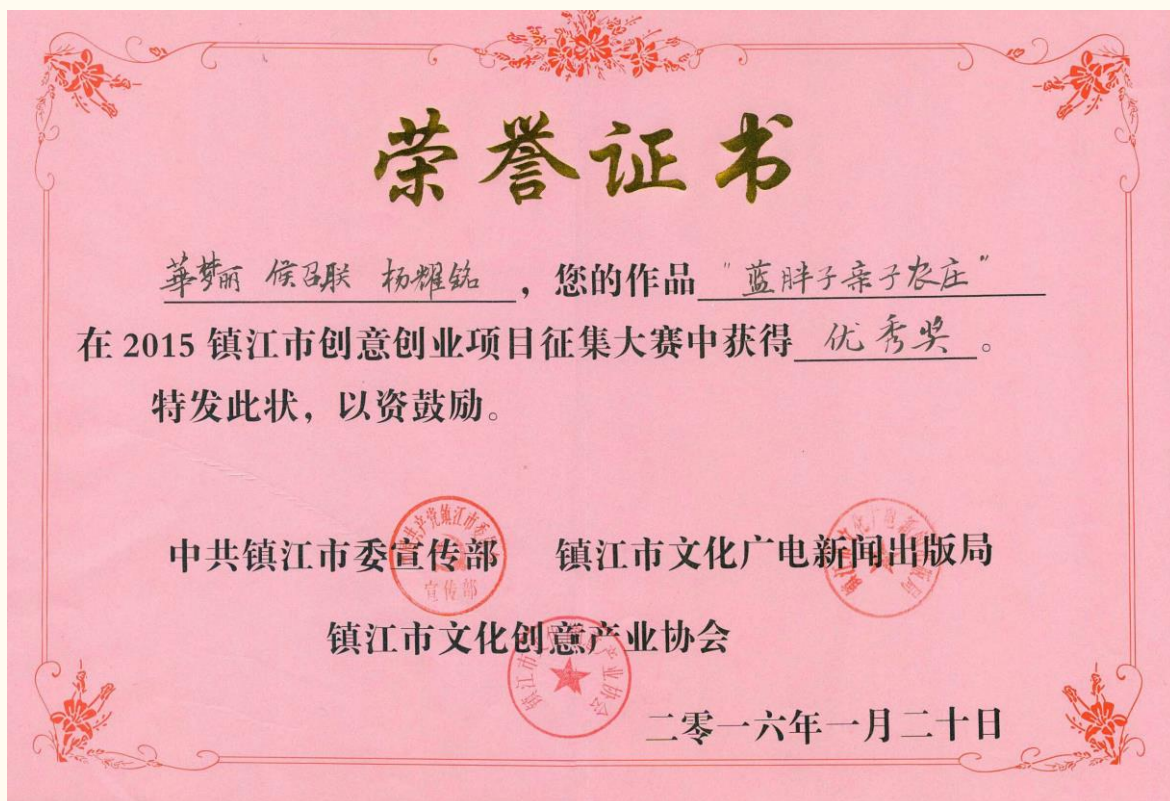 荣誉证书
華梦丽 侯召联 杨耀铭，您的作品“蓝胖子亲子农庄”
在 2015 镇江市创意创业项目征集大赛中获得 优秀奖 。
特发此状，以资鼓励。
中共镇江市委宣传部 镇江市文化广电新闻出版局
镇江市文化创意产业协会
二零一六年一月二十日
宣传部